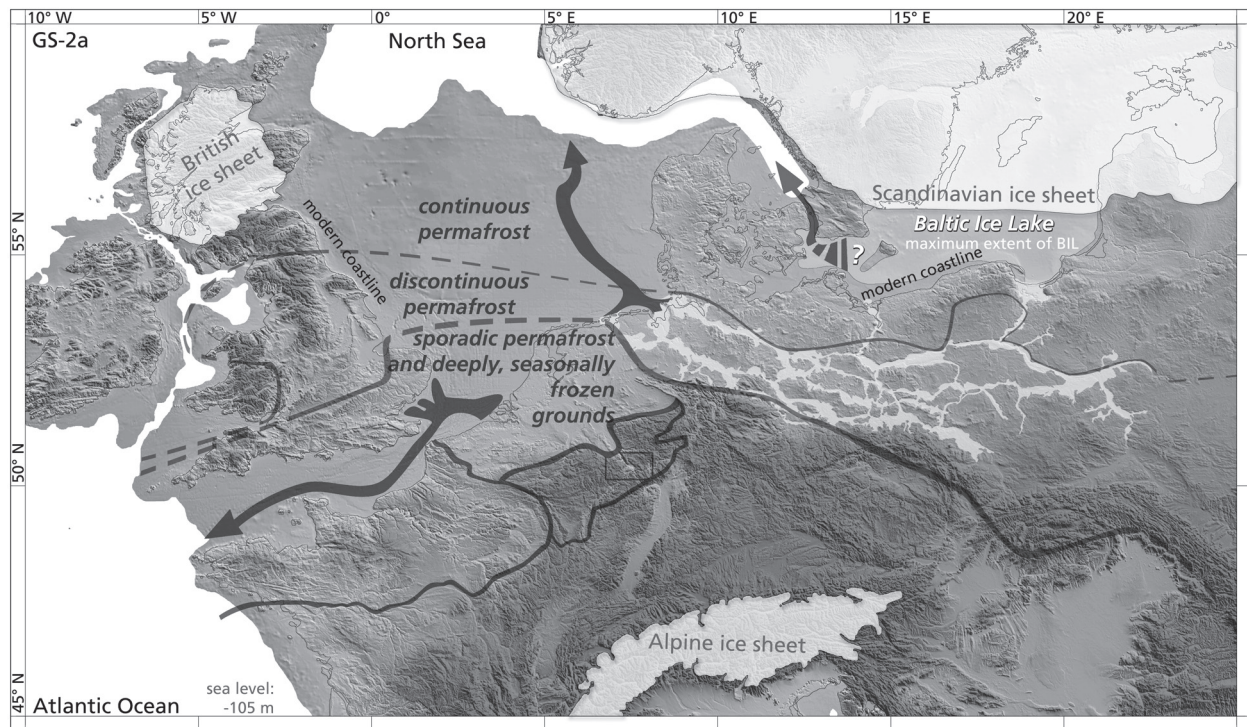 10° W
5° W
0°
5° E
10° E
15° E
20° E
GS-2a
North Sea
British
ice sheet
Scandinavian ice sheet
Baltic Ice Lake
maximum extent of BIL
?
modern coastline
modern coastline
continuous
permafrost
discontinuous
permafrost
sporadic permafrost
and deeply, seasonally
frozen
grounds
55° N
50° N
45° N
Alpine ice sheet
sea level:
-105 m
Atlantic Ocean